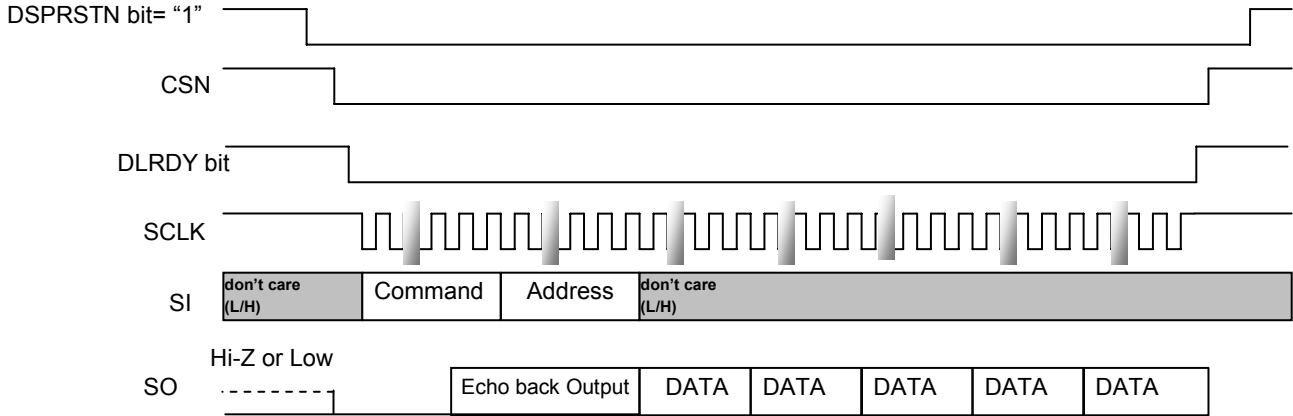 DSPRSTN bit= “1”
CSN
DLRDY bit
SCLK
SI
don’t care
(L/H)
Command
Address
don’t care
(L/H)
Hi-Z or Low
SO
Echo back Output
DATA
DATA
DATA
DATA
DATA